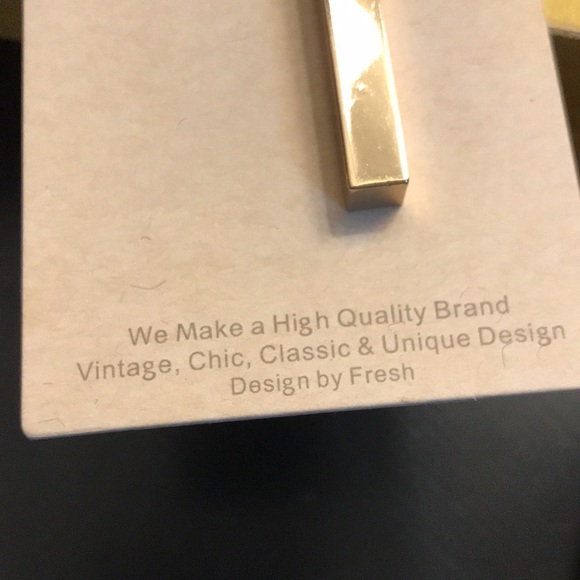 We Make a High Quality Brand
Vintage, Chic, Classic & Unique Design
Design by Fresh